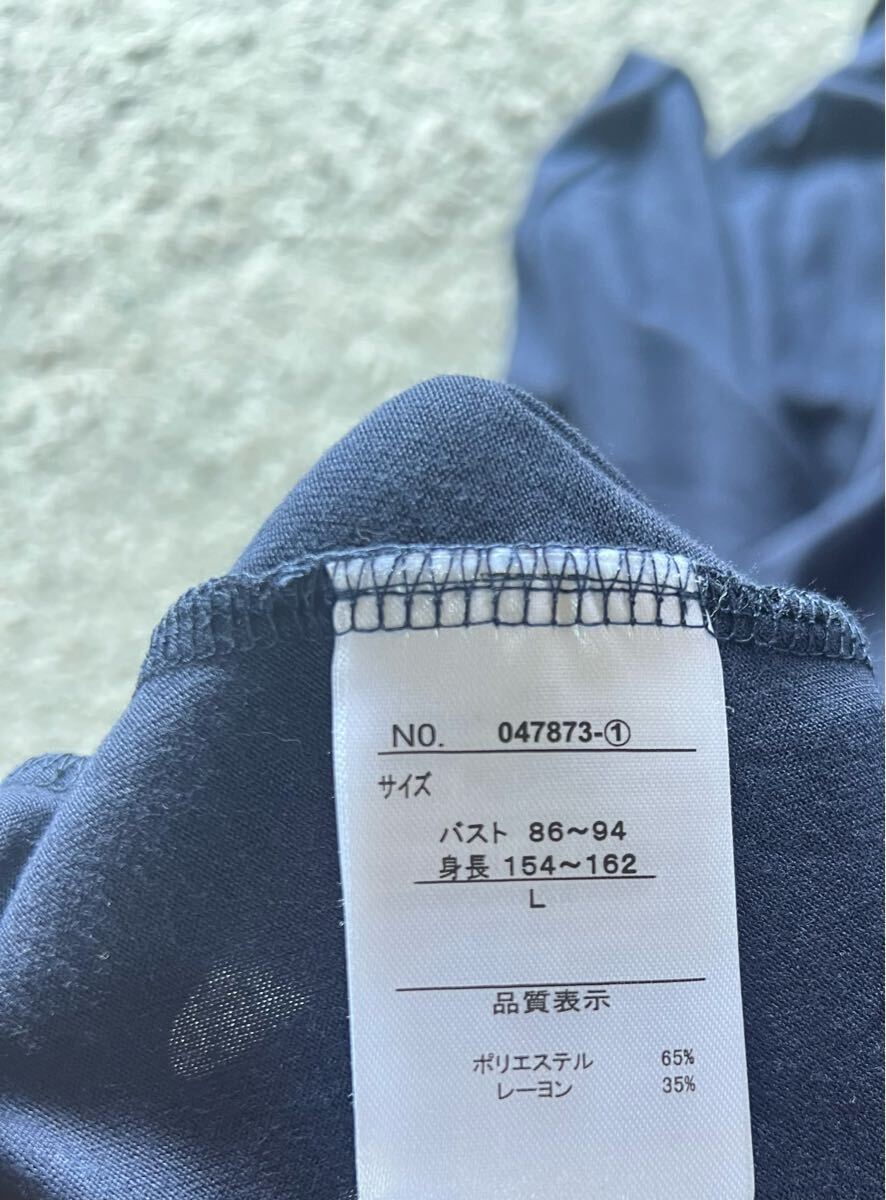 NO. 047873-①
サイズ
バスト 86～94
身長 154～162
L
品質表示
ポリエステル 65%
レーヨン 35%